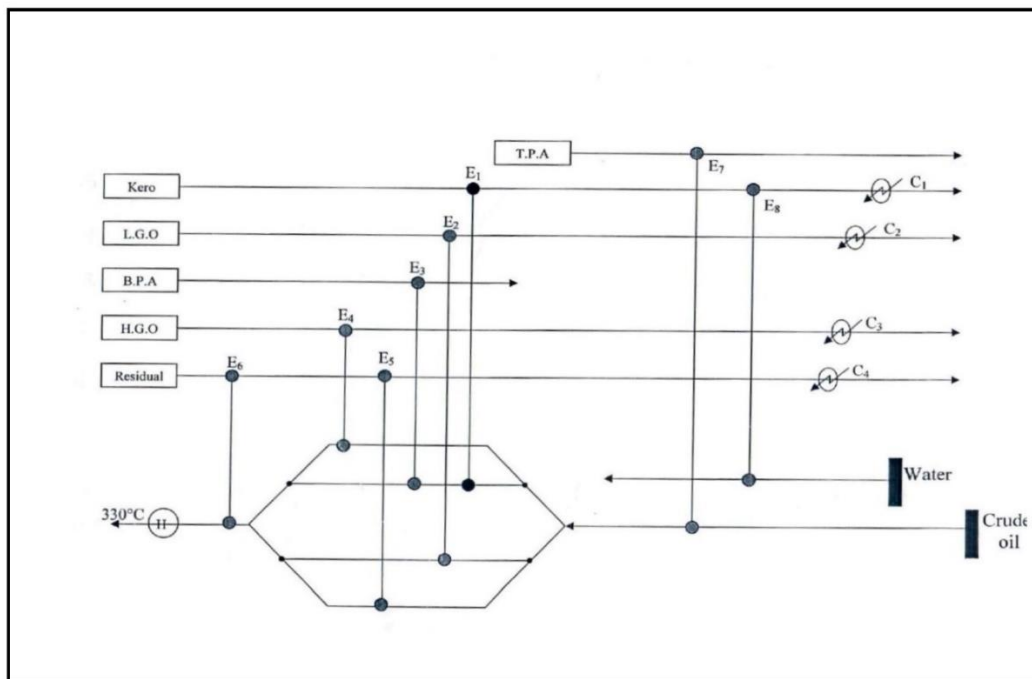 T.P.A
E7
Kero
E1
E8
C1
L.G.O
E2
C2
B.P.A
E3
H.G.O
E4
C3
Residual
E6
E5
C4
Water
330°C
H
Crude
oil